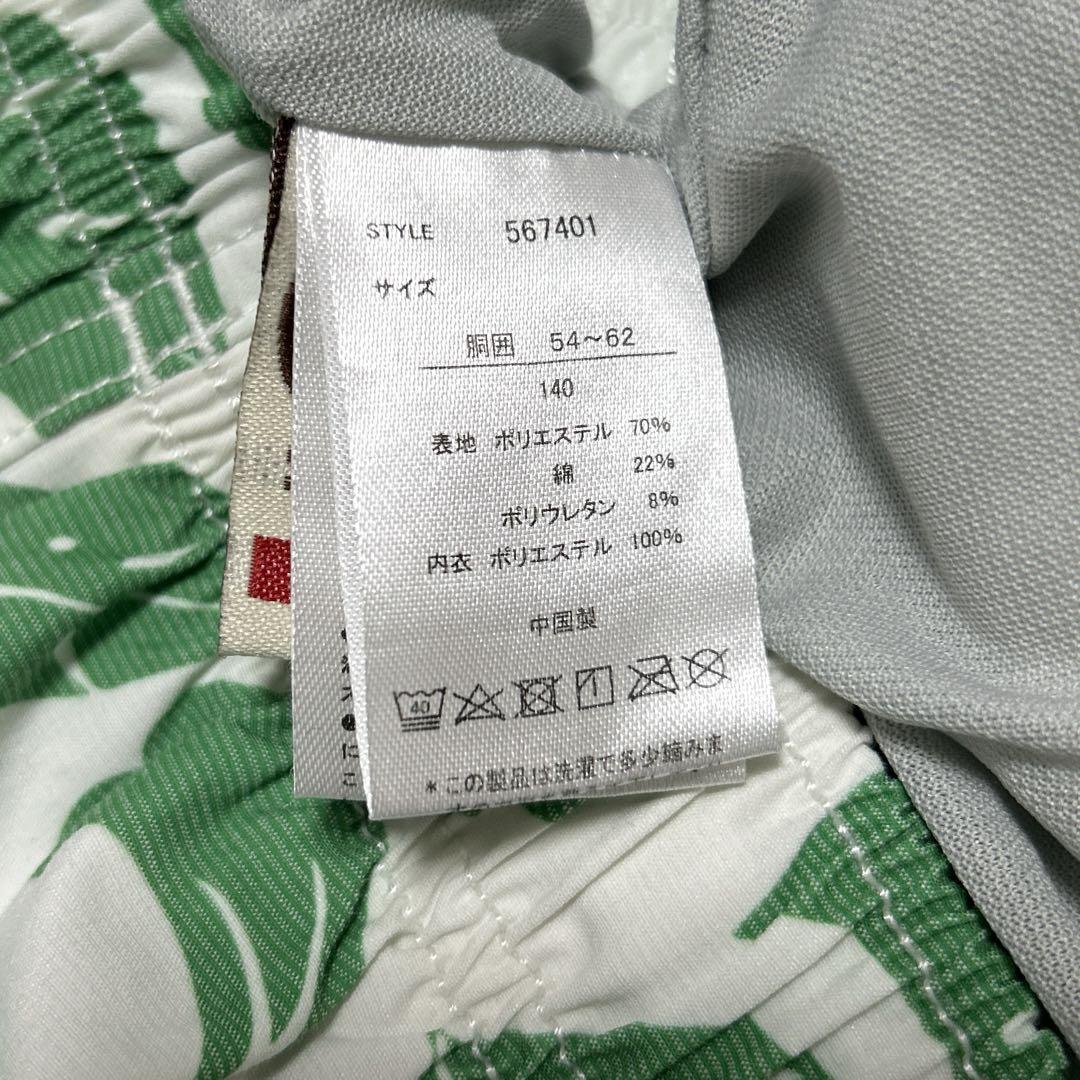 STYLE 567401
サイズ
胴囲 54～62
140
表地 ポリエステル 70%
綿 22%
ポリウレタン 8%
内衣 ポリエステル 100%
中国製
40
*この製品は洗濯で多少縮みま
に
こ